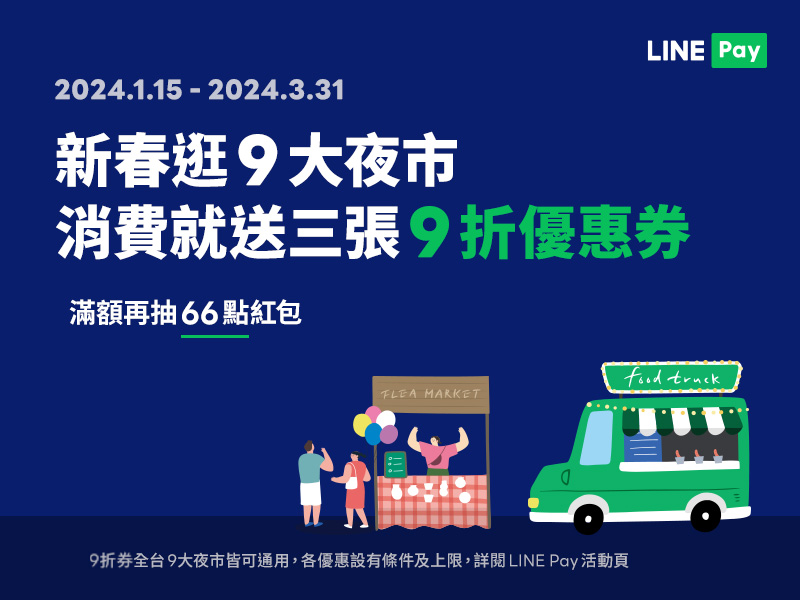 LINE Pay
2024.1.15 - 2024.3.31
新春逛9大夜市
消費就送三張9折優惠券
滿額再抽66點紅包
food truck
FLEA MARKET
9折券全台9大夜市皆可通用，各優惠設有條件及上限，詳閱 LINE Pay 活動頁